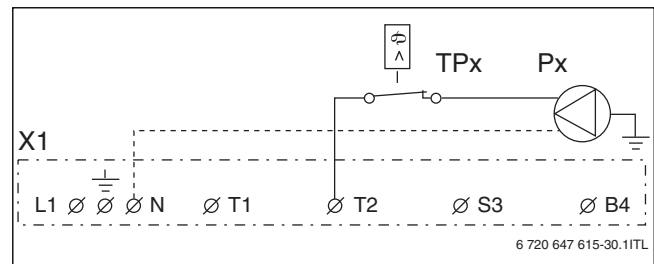 ϑ >
TPx Px
X1
L1 N T1 T2 S3 B4
6 720 647 615-30.1ITL